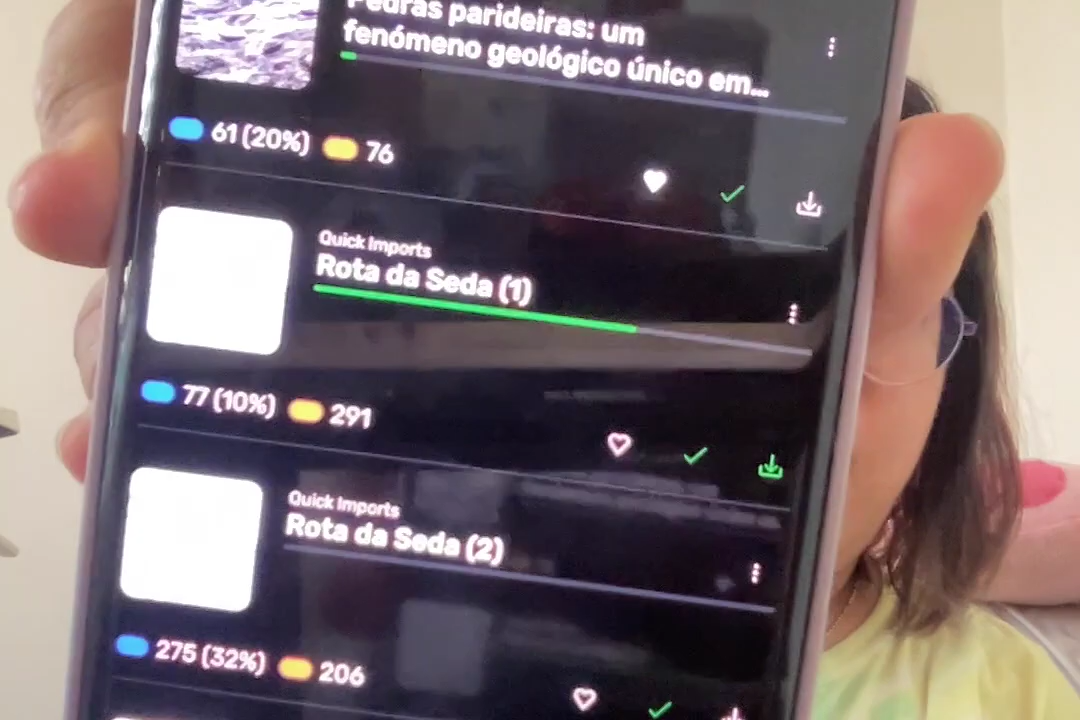 Pedras parideiras: um
fenómeno geológico único em...
61 (20%) 76
Quick Imports
Rota da Seda (1)
77 (10%) 291
Quick Imports
Rota da Seda (2)
275 (32%) 206